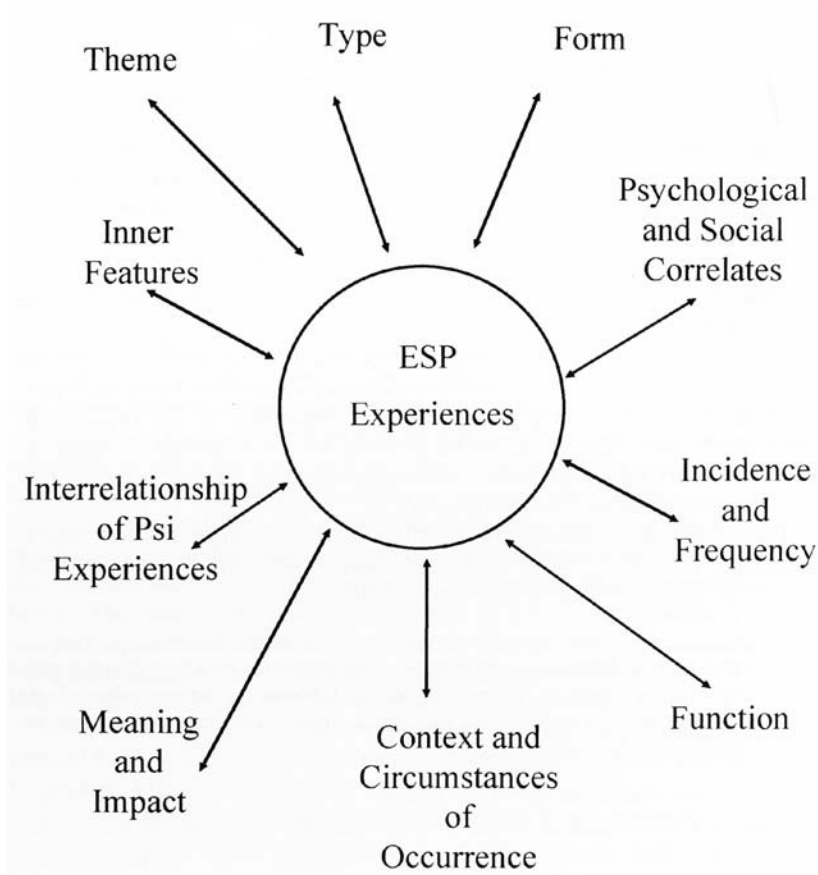 Theme
Type
Form
Psychological
and Social
Correlates
Inner
Features
ESP
Experiences
Incidence
and
Frequency
Interrelationship
of Psi
Experiences
Function
Meaning
and
Impact
Context and
Circumstances
of
Occurrence